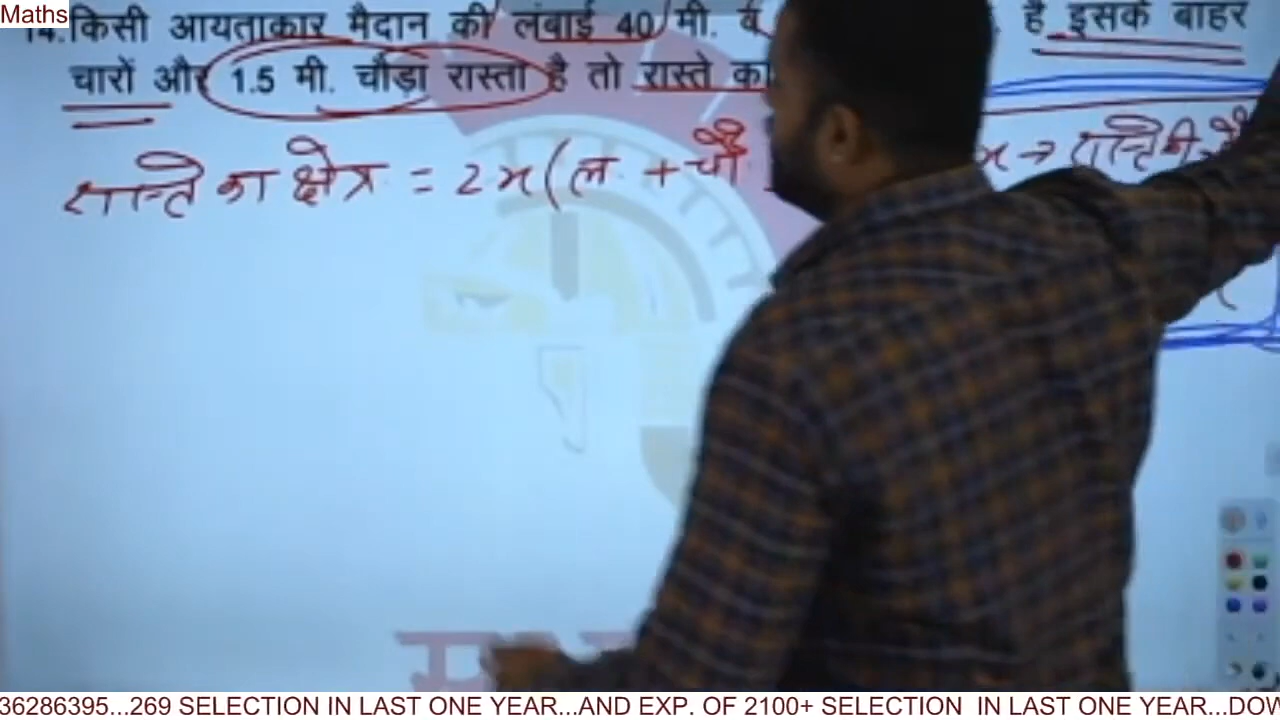 Maths
14.किसी आयताकार मैदान की लंबाई 40 मी. व है इसके बाहर
चारों और 1.5 मी. चौड़ा रास्ता है तो रास्ते का
रास्ते का क्षेत्र = 2x(ल. + चौ x → रास्ते की
36286395...269 SELECTION IN LAST ONE YEAR...AND EXP. OF 2100+ SELECTION IN LAST ONE YEAR...DOW